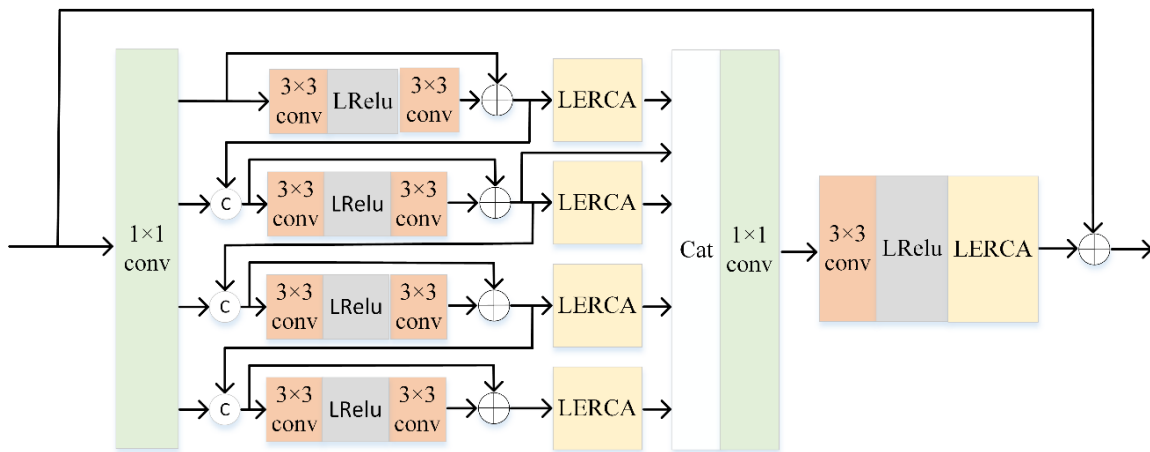 1×1
conv
3×3
conv
LRelu
3×3
conv
LERCA
C
3×3
conv
LRelu
3×3
conv
LERCA
C
3×3
conv
LRelu
3×3
conv
LERCA
C
3×3
conv
LRelu
3×3
conv
LERCA
Cat
1×1
conv
3×3
conv
LRelu
LERCA